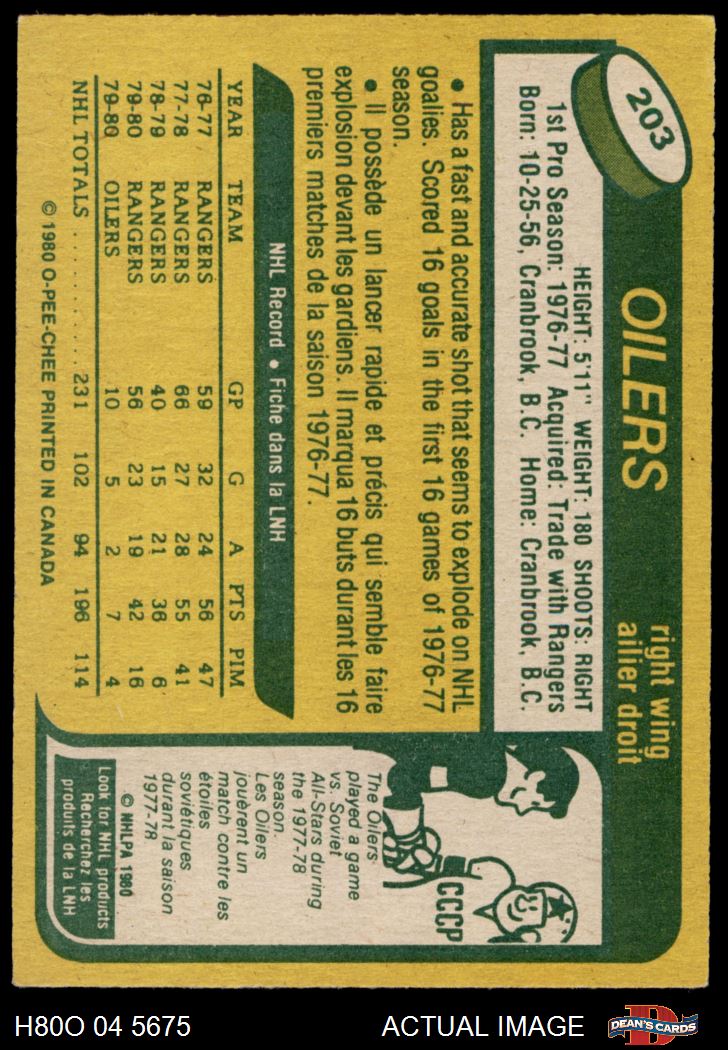 203
OILERS
right wing
ailier droit
HEIGHT: 5'11" WEIGHT: 180 SHOOTS: RIGHT
1st Pro Season: 1976-77 Acquired: Trade with Rangers
Born: 10-25-56, Cranbrook, B.C. Home: Cranbrook, B.C.
• Has a fast and accurate shot that seems to explode on NHL
goalies. Scored 16 goals in the first 16 games of 1976-77
season.
• Il possède un lancer rapide et précis qui semble faire
explosion devant les gardiens. Il marqua 16 buts durant les 16
premiers matches de la saison 1976-77.
NHL Record • Fiche dans la LNH
YEAR TEAM GP G A PTS PIM
76-77 RANGERS 59 32 24 56 47
77-78 RANGERS 66 27 28 55 41
78-79 RANGERS 40 15 21 36 6
79-80 RANGERS 56 23 19 42 16
79-80 OILERS 10 5 2 7 4
NHL TOTALS .......... 231 102 94 196 114
© 1980 O-PEE-CHEE PRINTED IN CANADA
CCCP
The Oilers
played a game
vs. Soviet
All-Stars during
the 1977-78
season.
Les Oilers
jouèrent un
match contre les
étoiles
soviétiques
durant la saison
1977-78
© NHLPA 1980
Look for NHL products
Recherchez les
produits de la LNH
H80O 04 5675
ACTUAL IMAGE
D
DEAN'S CARDS